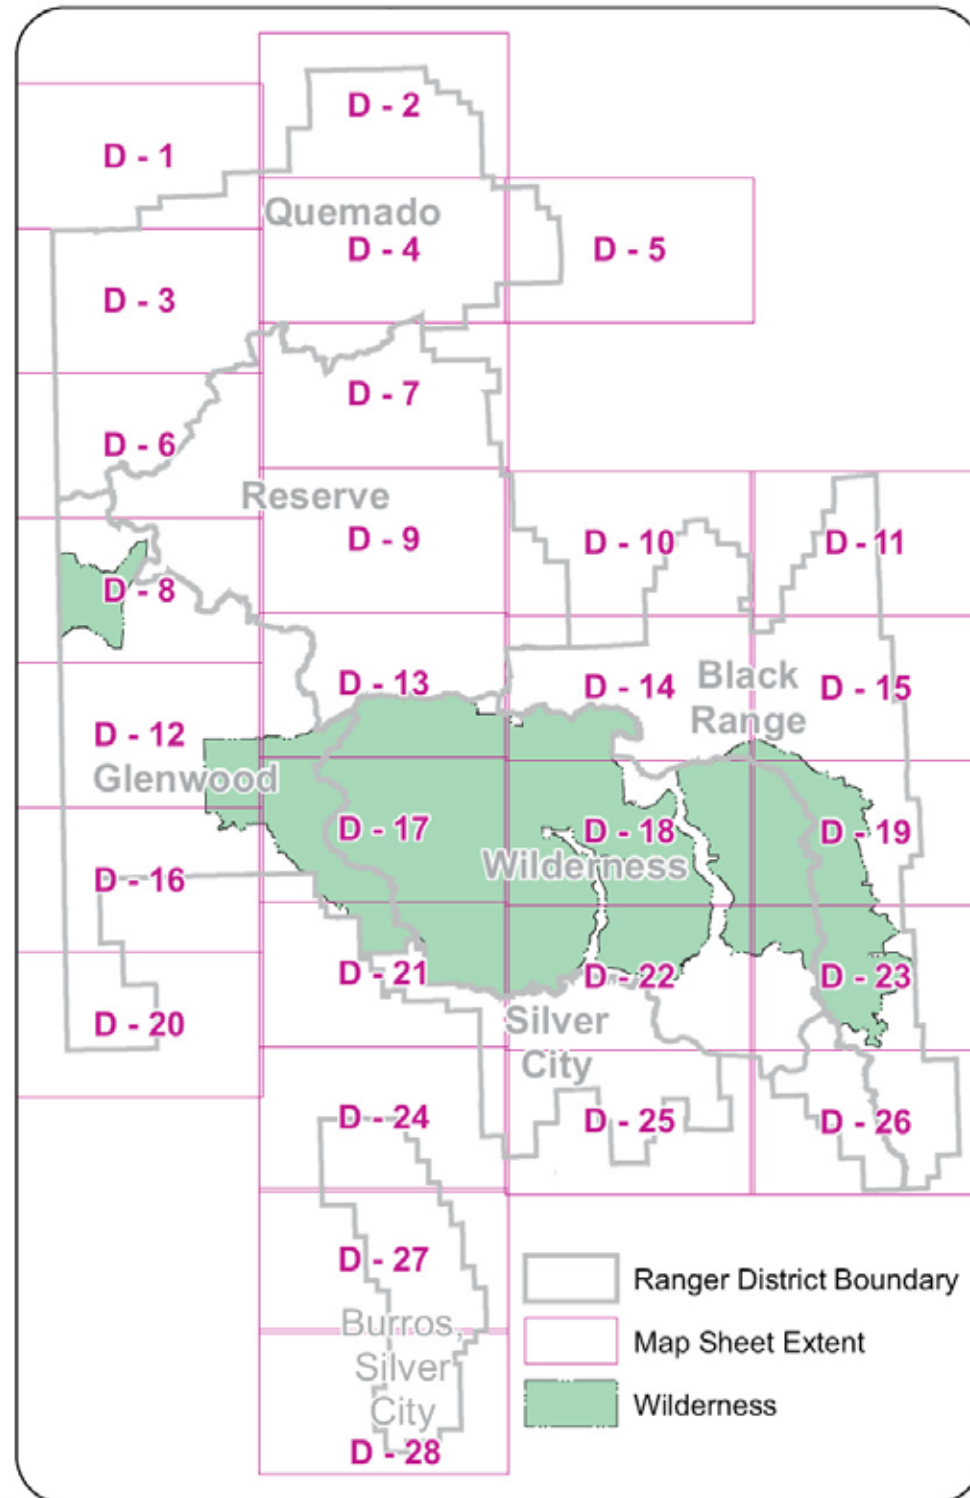 D - 2
D - 1
Quemado
D - 4
D - 5
D - 3
D - 7
D - 6
Reserve
D - 9
D - 10
D - 11
D - 8
D - 13
D - 14
Black
Range
D - 15
D - 12
Glenwood
D - 17
D - 18
D - 19
Wilderness
D - 16
D - 21
D - 22
D - 23
D - 20
Silver
City
D - 24
D - 25
D - 26
D - 27
Burros,
Silver
City
D - 28
Ranger District Boundary
Map Sheet Extent
Wilderness